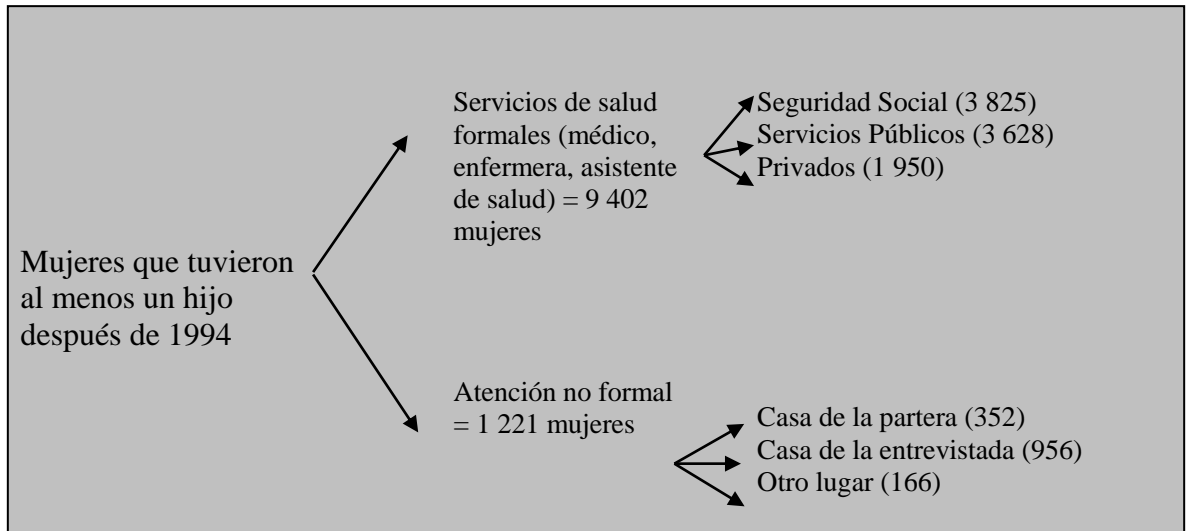 Mujeres que tuvieron
al menos un hijo
después de 1994
Servicios de salud
formales (médico,
enfermera, asistente
de salud) = 9 402
mujeres
Seguridad Social (3 825)
Servicios Públicos (3 628)
Privados (1 950)
Atención no formal
= 1 221 mujeres
Casa de la partera (352)
Casa de la entrevistada (956)
Otro lugar (166)